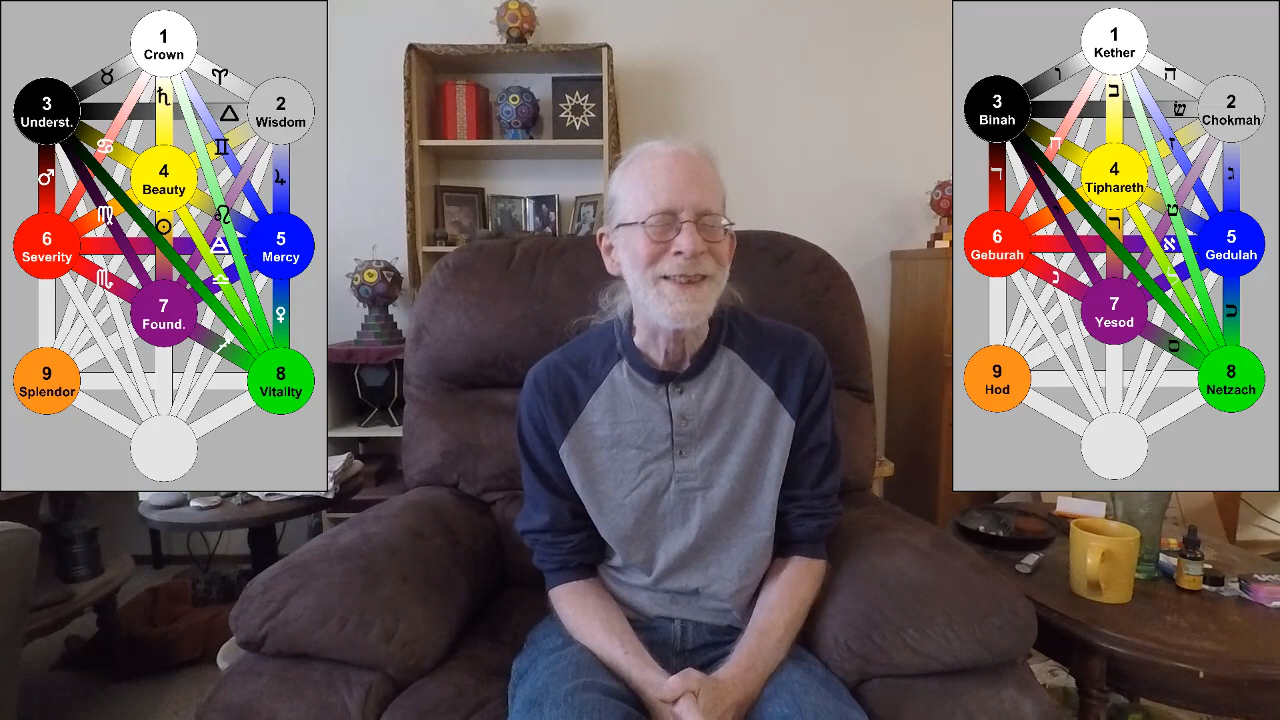 1
Crown
♉
♈
3
Underst.
♄
2
Wisdom
△
♋
♊
♂
4
Beauty
♃
♍
♌
☉
6
Severity
🜁
5
Mercy
♏
♎
7
Found.
♀
9
Splendor
8
Vitality
1
Kether
ו
ה
3
Binah
ב
2
Chokmah
ש
ח
ז
ד
4
Tiphareth
ג
י
ט
ר
6
Geburah
א
5
Gedulah
נ
ל
7
Yesod
ס
9
Hod
8
Netzach